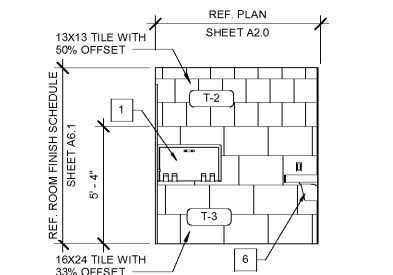 REF. PLAN
SHEET A2.0
13X13 TILE WITH
50% OFFSET
T-2
1
REF. ROOM FINISH SCHEDULE
SHEET A6.1
5' - 4"
T-3
16X24 TILE WITH
33% OFFSET
6